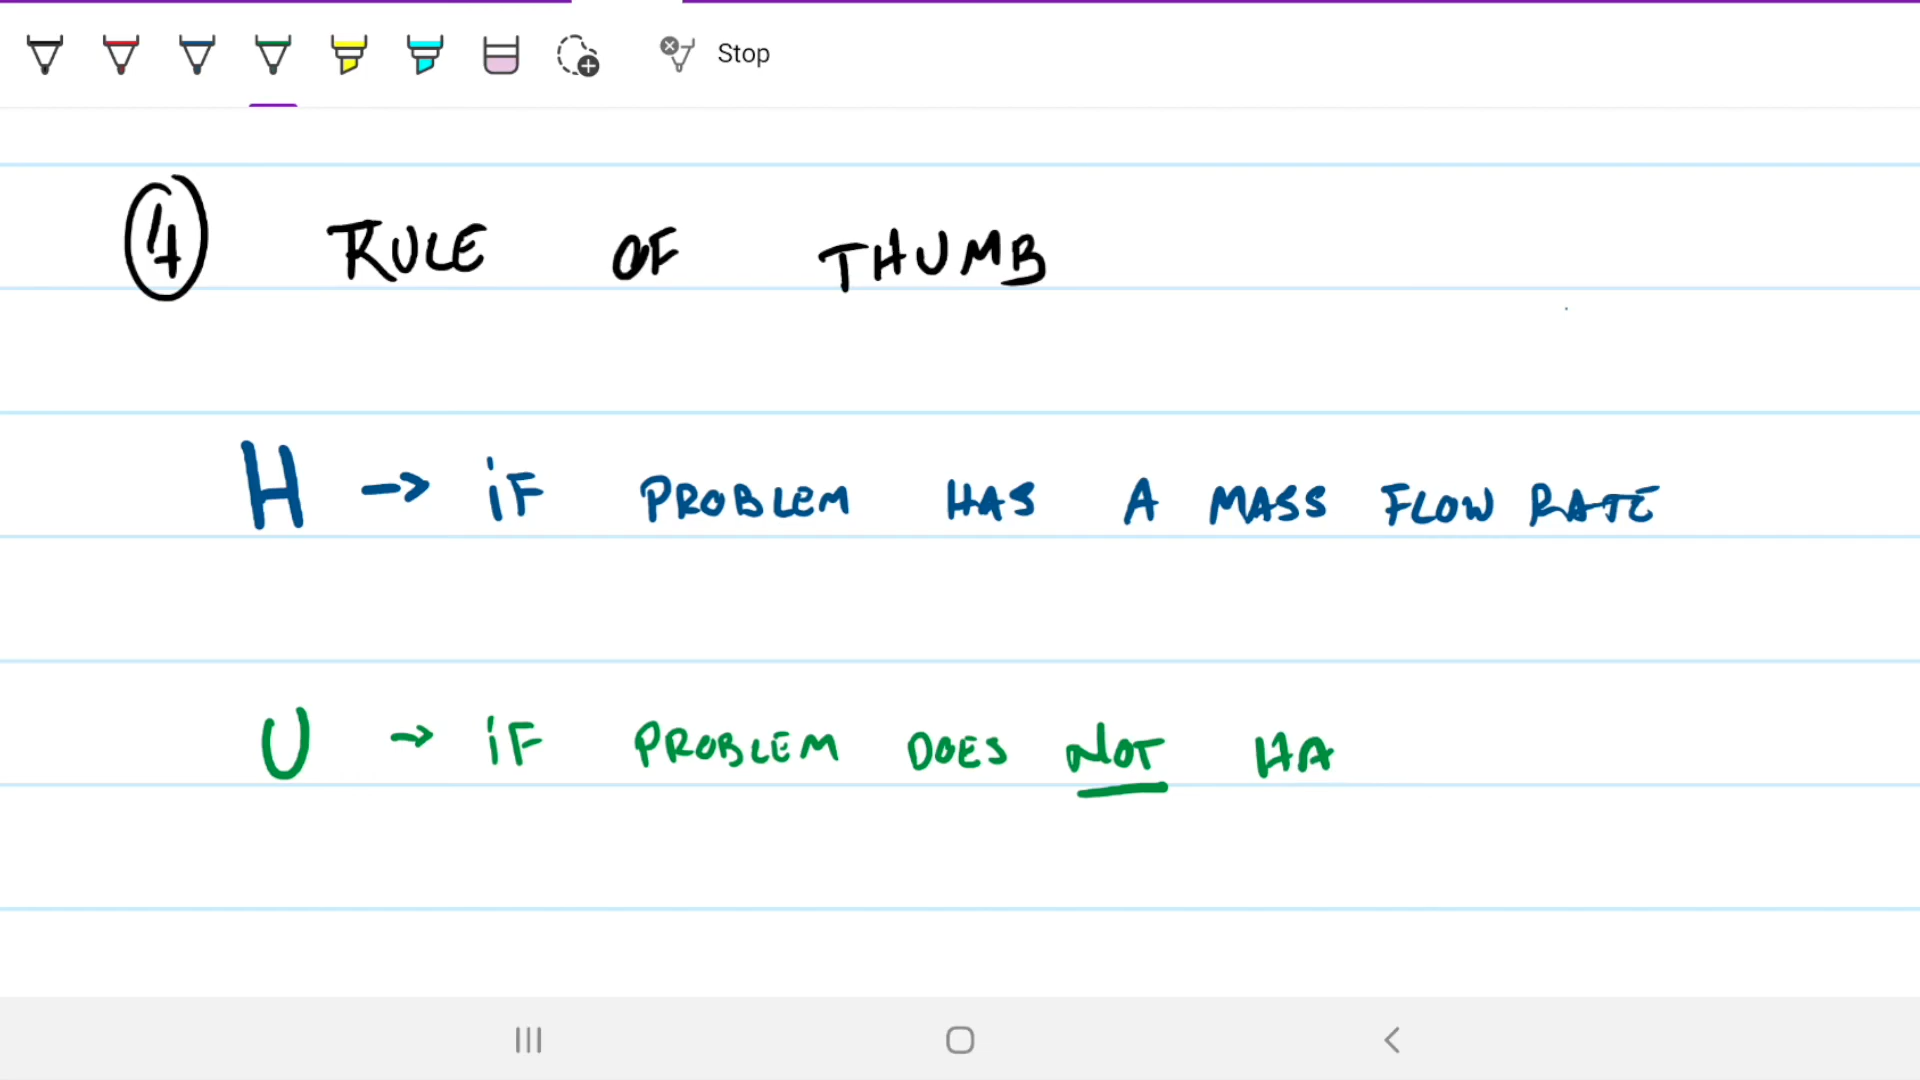 Stop
4 RULE OF THUMB
H → iF PROBLEM HAS A MASS FLOW RATE
U → iF PROBLEM DOES NOT HA